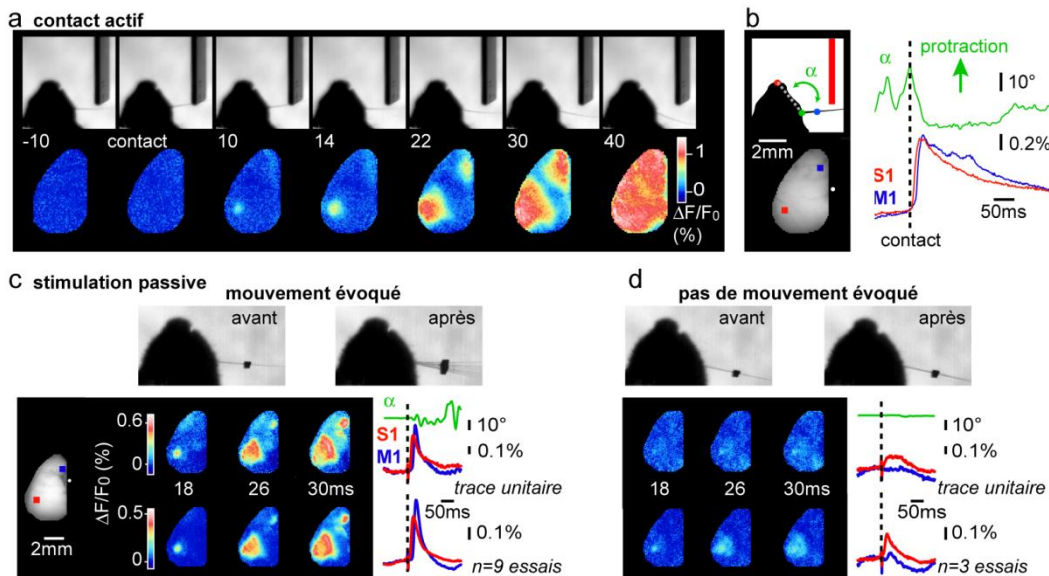 a contact actif
-10 contact 10 14 22 30 40
1
0
ΔF/F₀
(%)
b
α
2mm
protraction
α
10°
0.2%
S1
M1
50ms
contact
c stimulation passive
mouvement évoqué
avant
après
ΔF/F₀ (%)
0.6
0
18 26 30ms
0.5
0
2mm
α
10°
S1
0.1%
M1
trace unitaire
50ms
0.1%
n=9 essais
d
pas de mouvement évoqué
avant
après
18 26 30ms
10°
0.1%
trace unitaire
50ms
0.1%
n=3 essais